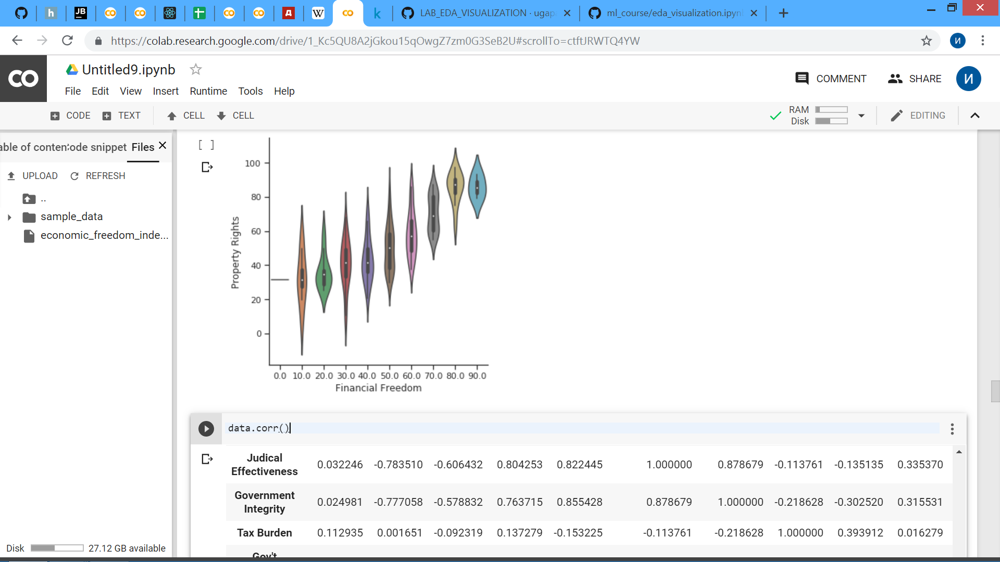 h JB A W k LAB_EDA_VISUALIZATION · ugap ml_course/eda_visualization.ipyn
https://colab.research.google.com/drive/1_Kc5QU8A2jGkou15qOwgZ7zm0G3SeB2U#scrollTo=ctftJRWTQ4YW И
CO Untitled9.ipynb COMMENT SHARE И
File Edit View Insert Runtime Tools Help
CODE TEXT CELL CELL RAM Disk EDITING
able of conten ode snippet Files
UPLOAD REFRESH
..
sample_data
economic_freedom_inde...
Disk 27.12 GB available
[ ]
100
80
60
40
20
0
Property Rights
0.0 10.0 20.0 30.0 40.0 50.0 60.0 70.0 80.0 90.0
Financial Freedom
data.corr()
Judical Effectiveness 0.032246 -0.783510 -0.606432 0.804253 0.822445 1.000000 0.878679 -0.113761 -0.135135 0.335370
Government Integrity 0.024981 -0.777058 -0.578832 0.763715 0.855428 0.878679 1.000000 -0.218628 -0.302520 0.315531
Tax Burden 0.112935 0.001651 -0.092319 0.137279 -0.153225 -0.113761 -0.218628 1.000000 0.393912 0.016279
Gov't